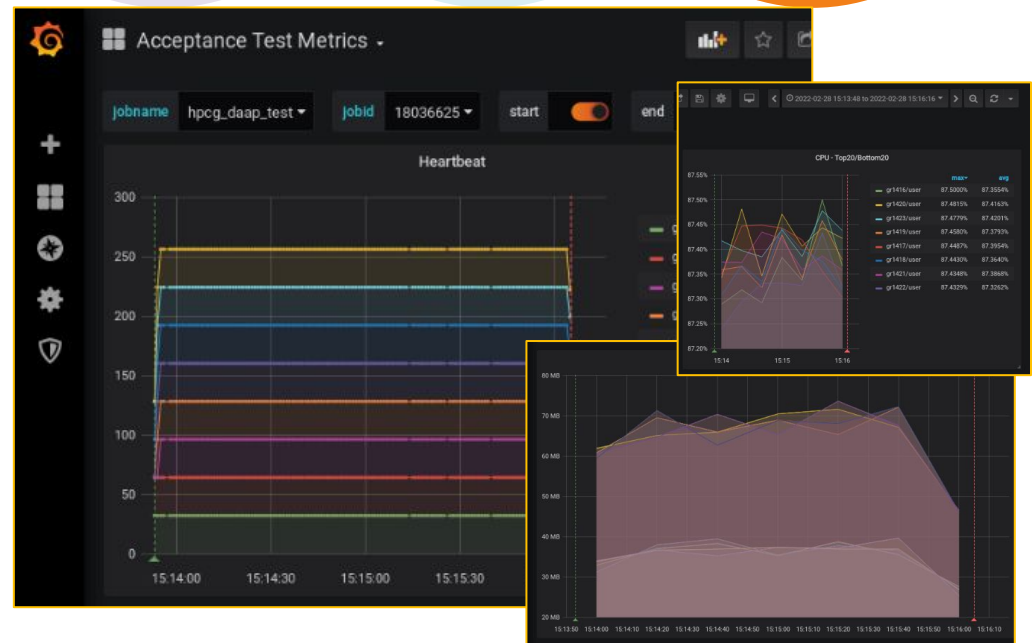 Acceptance Test Metrics
jobname hpcg_daap_test jobid 18036625 start end
Heartbeat
300
250
200
150
100
50
0
15:14:00 15:14:30 15:15:00 15:15:30
2022-02-28 15:13:48 to 2022-02-28 15:16:16
CPU - Top20/Bottom20
87.55%
87.50%
87.45%
87.40%
87.35%
87.30%
87.25%
87.20%
15:14 15:15 15:16
max avg
gr1416/user 87.5000% 87.3554%
gr1420/user 87.4815% 87.4163%
gr1423/user 87.4779% 87.4201%
gr1419/user 87.4580% 87.3793%
gr1417/user 87.4487% 87.3954%
gr1418/user 87.4430% 87.3640%
gr1421/user 87.4348% 87.3868%
gr1422/user 87.4329% 87.3262%
80 MB
70 MB
60 MB
50 MB
40 MB
30 MB
20 MB
15:13:50 15:14:00 15:14:10 15:14:20 15:14:30 15:14:40 15:14:50 15:15:00 15:15:10 15:15:20 15:15:30 15:15:40 15:15:50 15:16:00 15:16:10